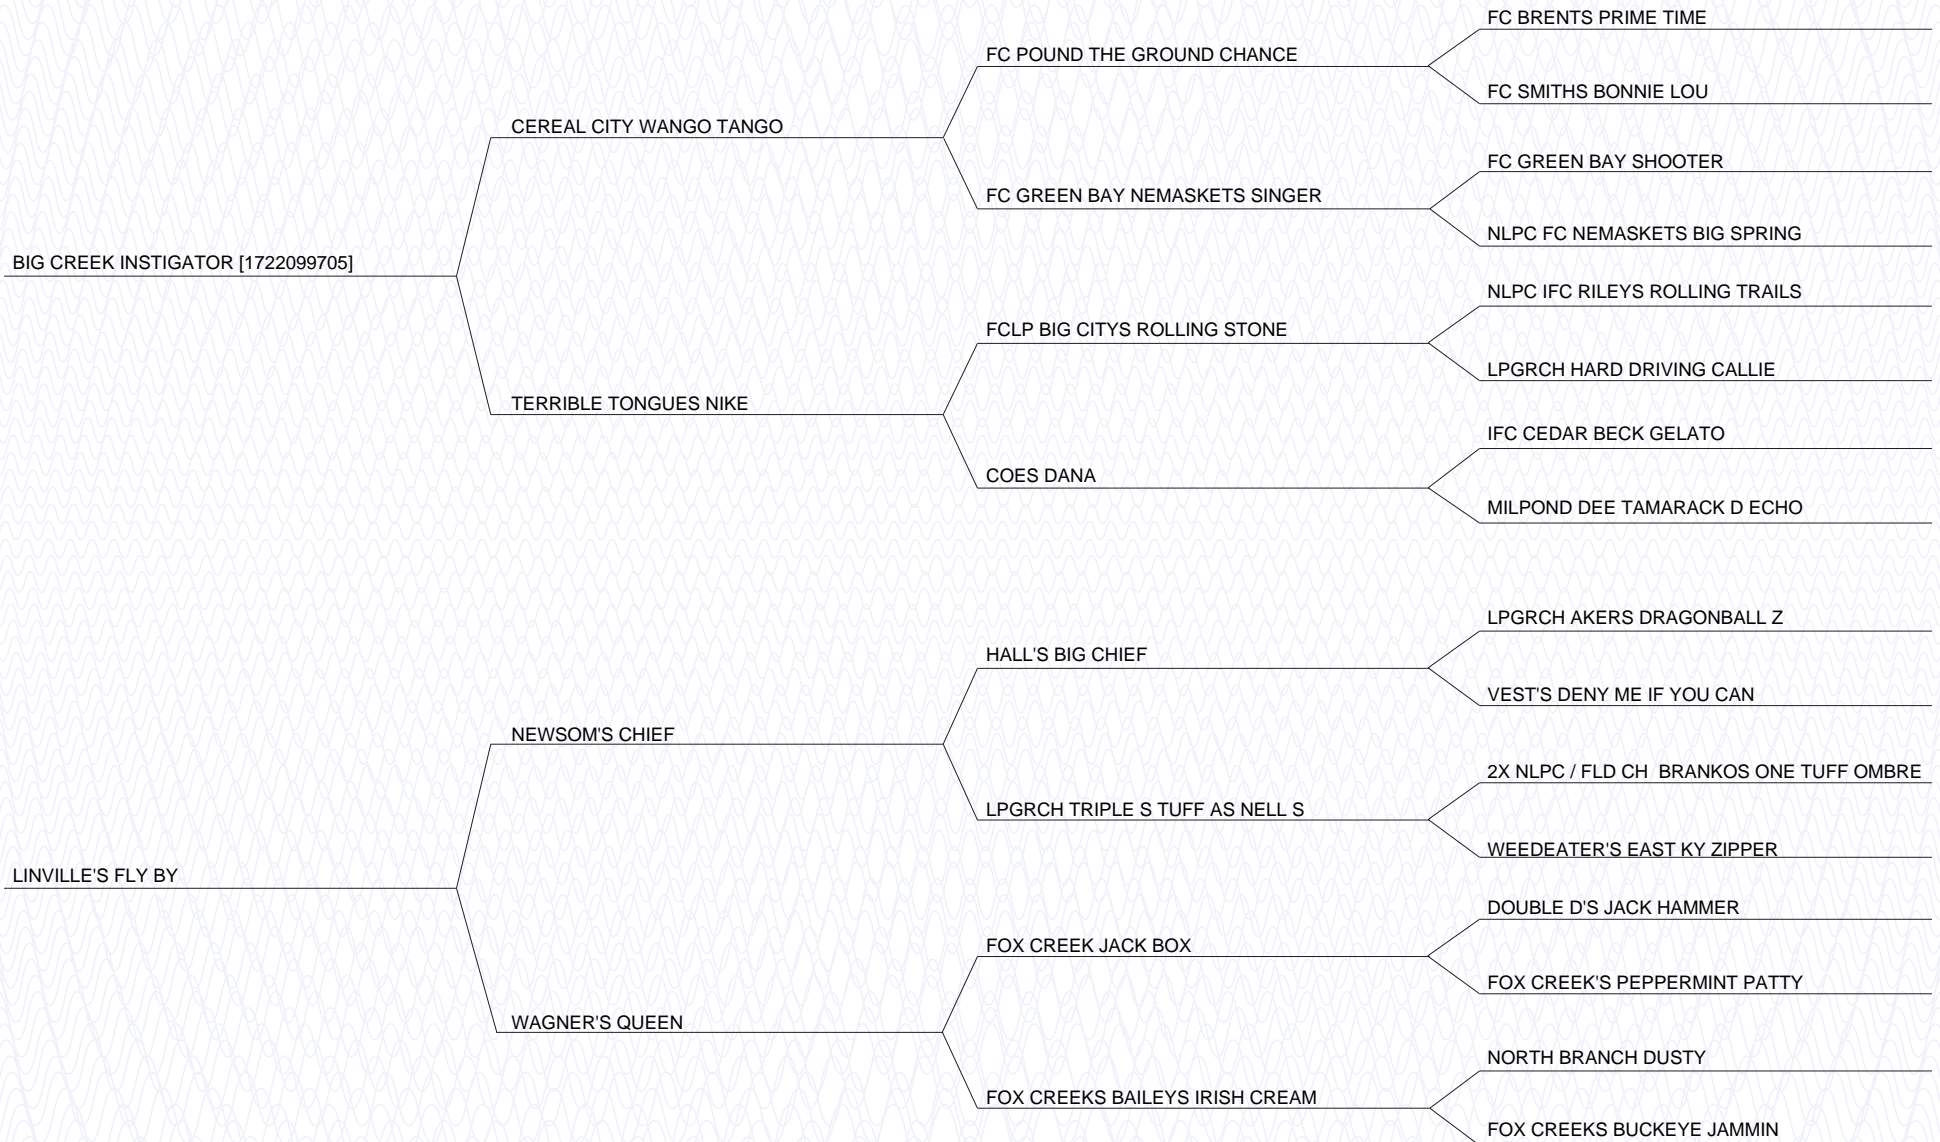 FC BRENTS PRIME TIME
FC POUND THE GROUND CHANCE
FC SMITHS BONNIE LOU
CEREAL CITY WANGO TANGO
FC GREEN BAY SHOOTER
FC GREEN BAY NEMASKETS SINGER
NLPC FC NEMASKETS BIG SPRING
BIG CREEK INSTIGATOR [1722099705]
NLPC IFC RILEYS ROLLING TRAILS
FCLP BIG CITYS ROLLING STONE
LPGRCH HARD DRIVING CALLIE
TERRIBLE TONGUES NIKE
IFC CEDAR BECK GELATO
COES DANA
MILPOND DEE TAMARACK D ECHO
LPGRCH AKERS DRAGONBALL Z
HALL'S BIG CHIEF
VEST'S DENY ME IF YOU CAN
NEWSOM'S CHIEF
2X NLPC / FLD CH  BRANKOS ONE TUFF OMBRE
LPGRCH TRIPLE S TUFF AS NELL S
WEEDEATER'S EAST KY ZIPPER
LINVILLE'S FLY BY
DOUBLE D'S JACK HAMMER
FOX CREEK JACK BOX
FOX CREEK'S PEPPERMINT PATTY
WAGNER'S QUEEN
NORTH BRANCH DUSTY
FOX CREEKS BAILEYS IRISH CREAM
FOX CREEKS BUCKEYE JAMMIN